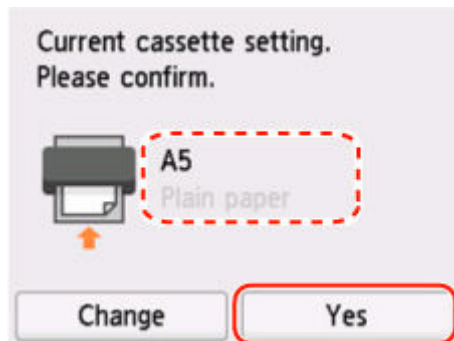 Current cassette setting.
Please confirm.
A5
Plain paper
Change
Yes